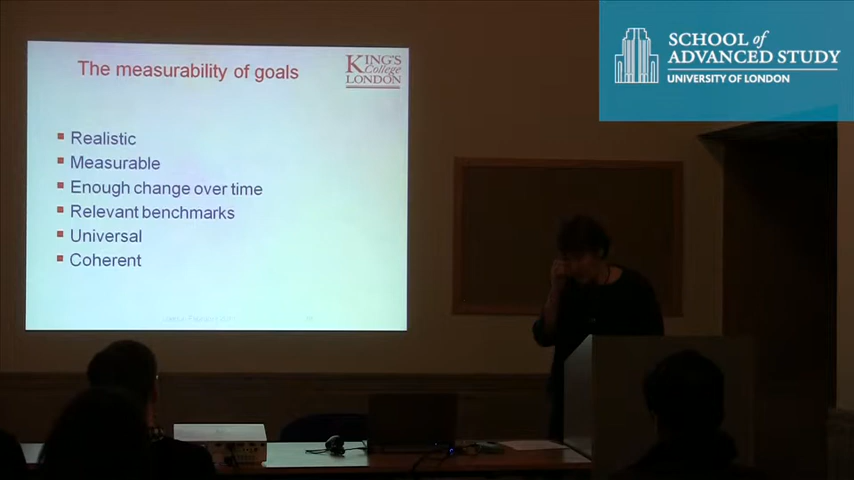 SCHOOL of
ADVANCED STUDY
UNIVERSITY OF LONDON
The measurability of goals
KING'S
College
LONDON
Realistic
Measurable
Enough change over time
Relevant benchmarks
Universal
Coherent